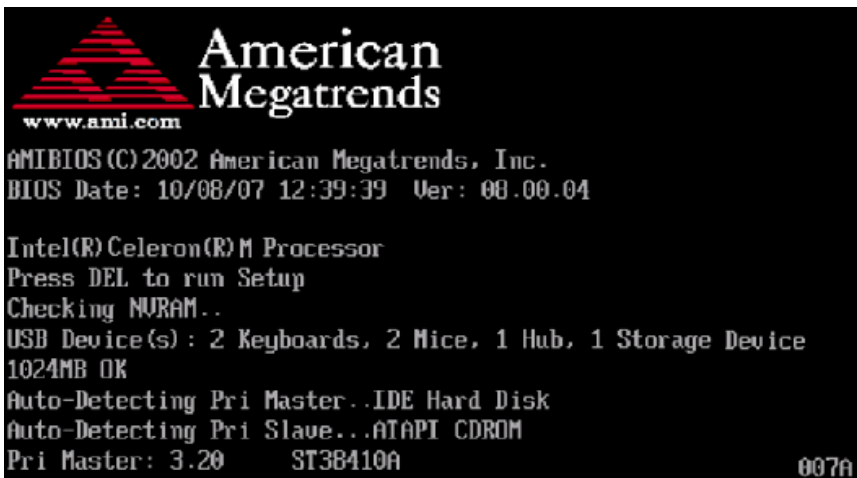 American
Megatrends
www.ami.com
AMIBIOS(C)2002 American Megatrends, Inc.
BIOS Date: 10/08/07 12:39:39 Ver: 08.00.04
Intel(R)Celeron(R)M Processor
Press DEL to run Setup
Checking NVRAM..
USB Device(s): 2 Keyboards, 2 Mice, 1 Hub, 1 Storage Device
1024MB OK
Auto-Detecting Pri Master..IDE Hard Disk
Auto-Detecting Pri Slave...ATAPI CDROM
Pri Master: 3.20 ST38410A
007A